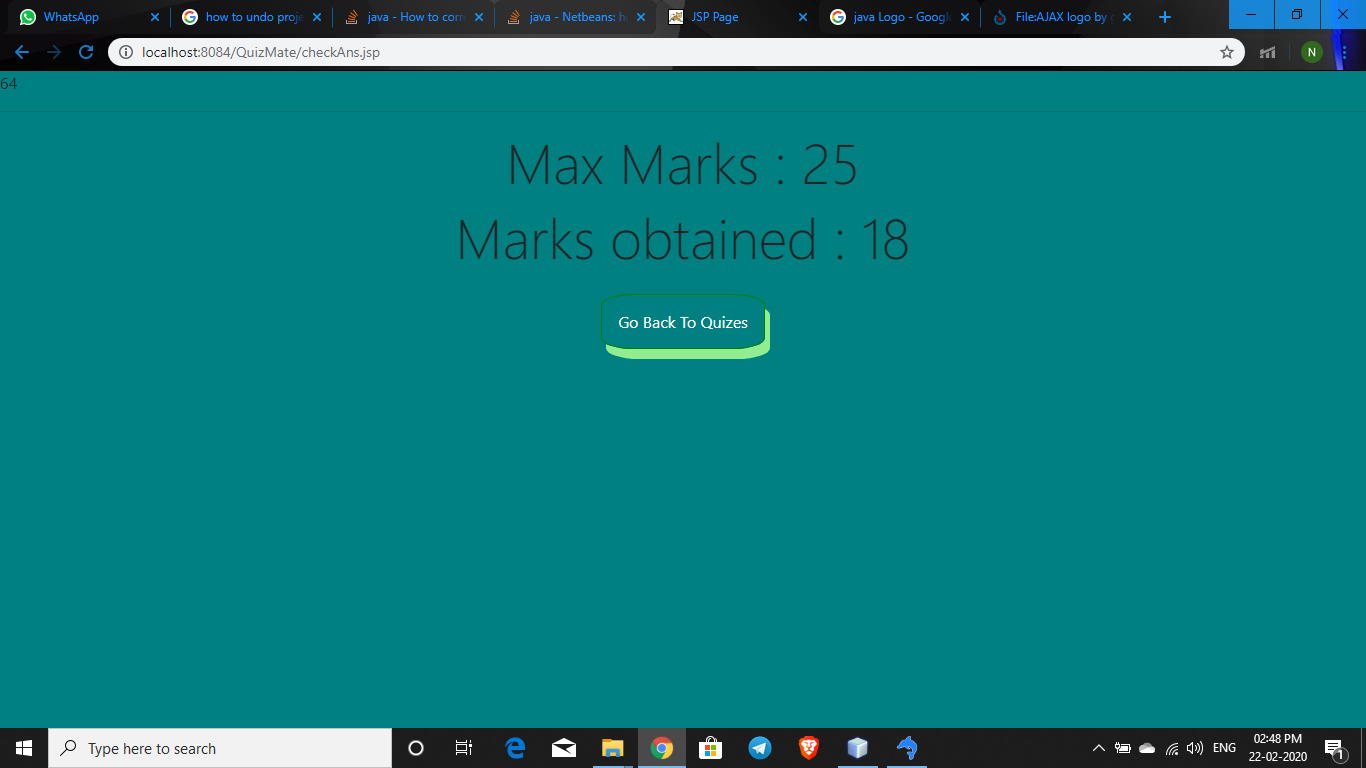 WhatsApp
how to undo proje
java - How to corr
java - Netbeans: h
JSP Page
java Logo - Googl
File:AJAX logo by g
localhost:8084/QuizMate/checkAns.jsp
N
64
Max Marks : 25
Marks obtained : 18
Go Back To Quizes
Type here to search
ENG
02:48 PM
22-02-2020
1